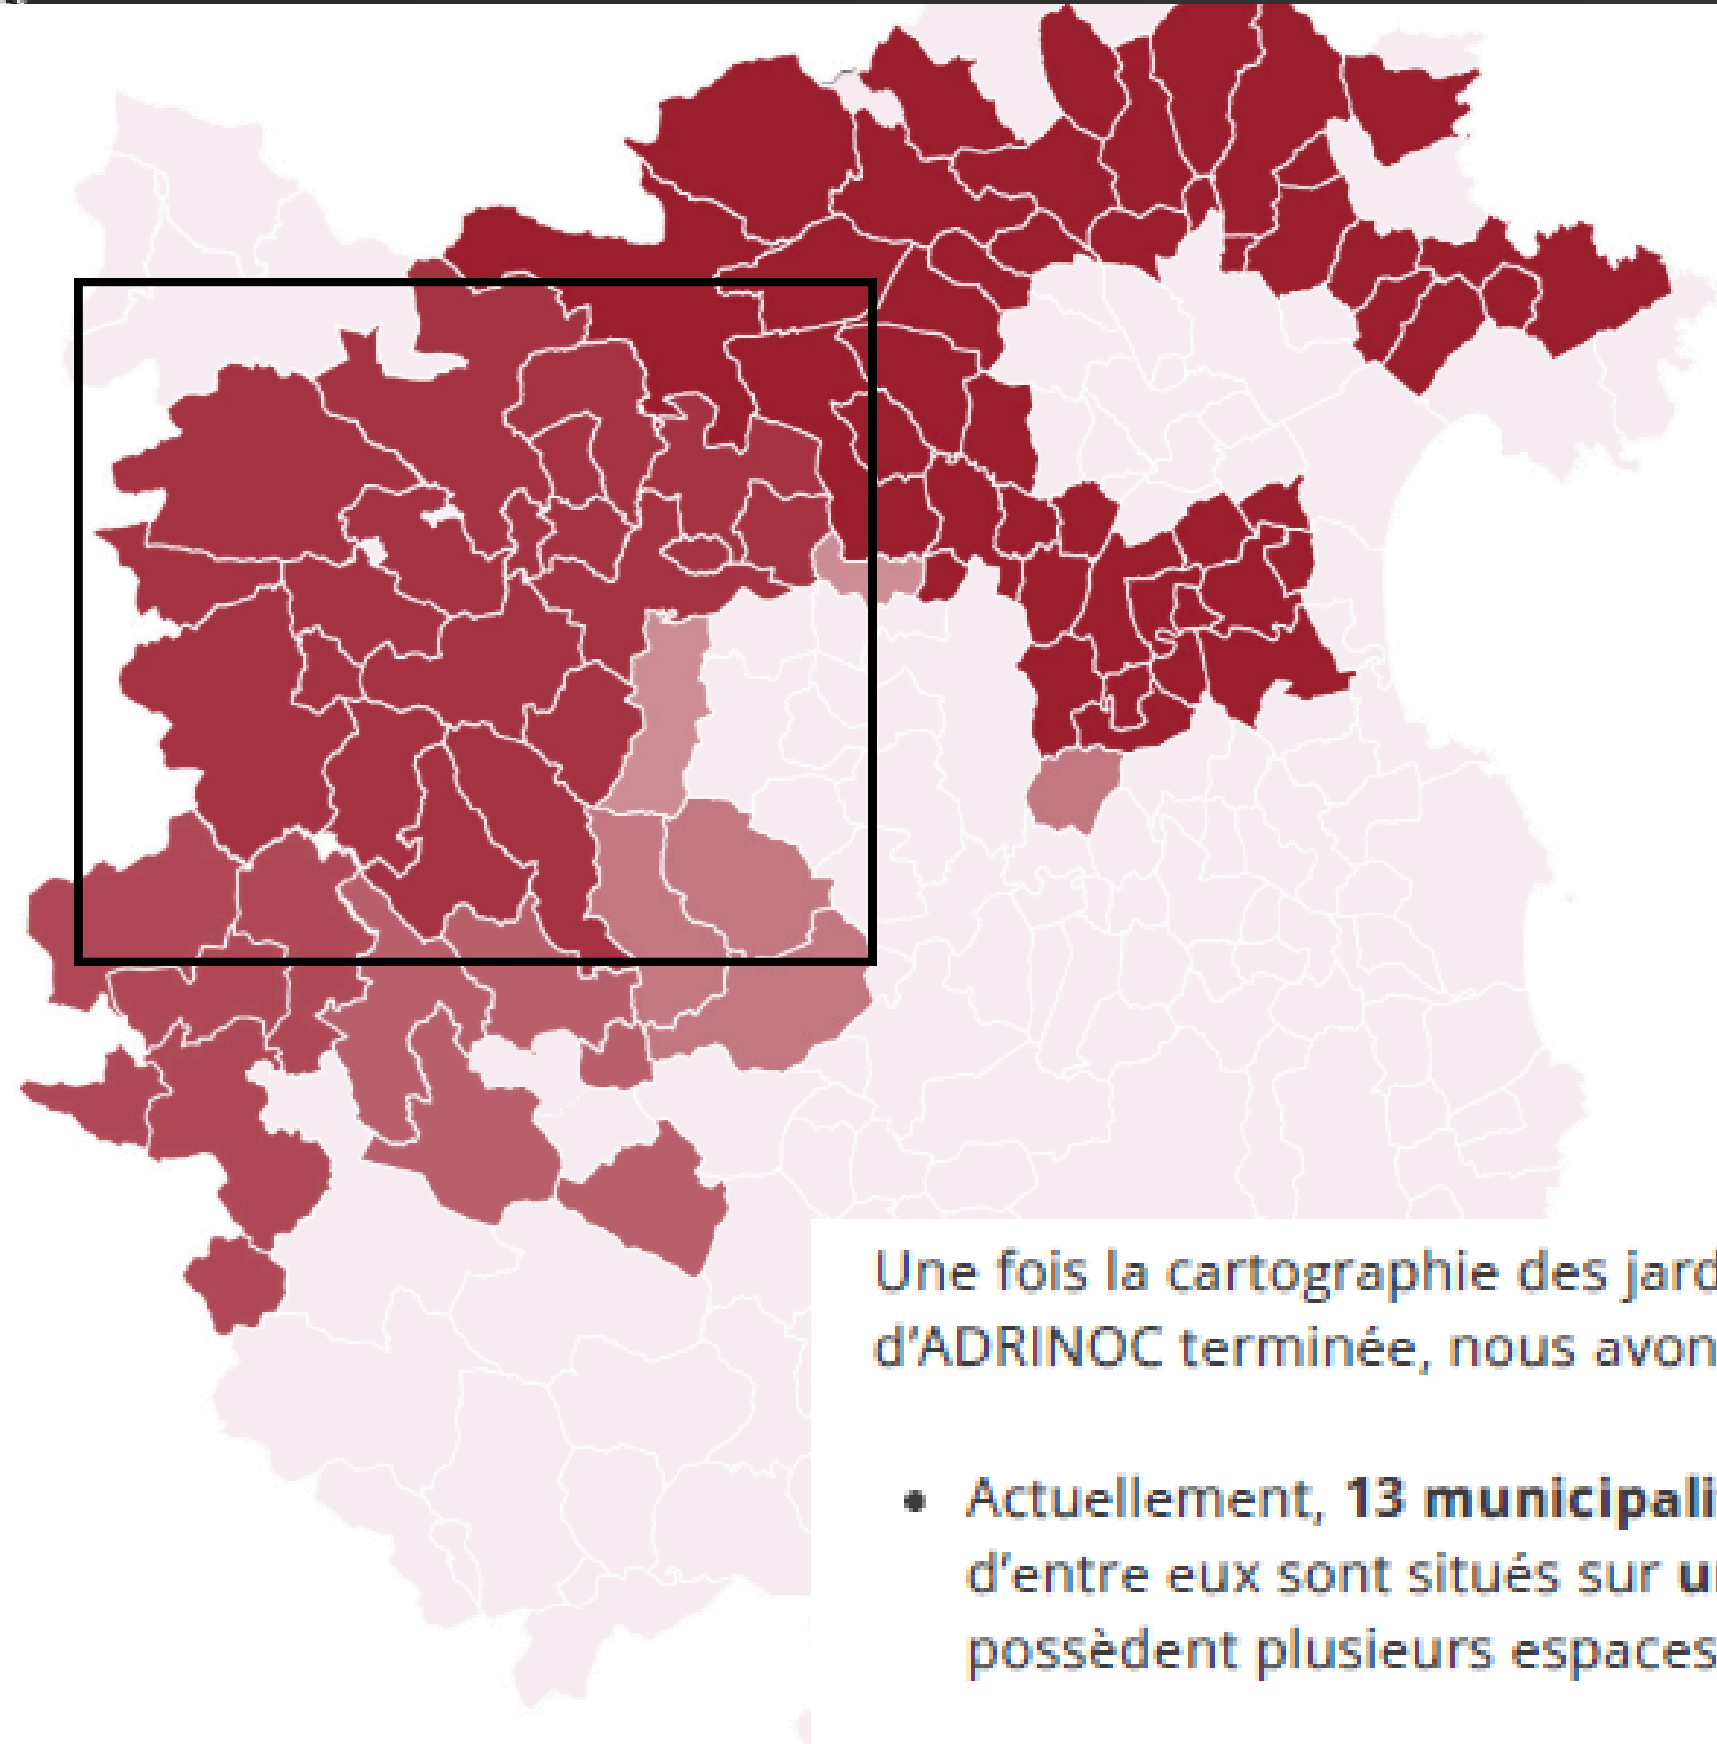 Une fois la cartographie des jard
d'ADRINOC terminée, nous avon
• Actuellement, 13 municipali
d'entre eux sont situés sur u
possèdent plusieurs espaces